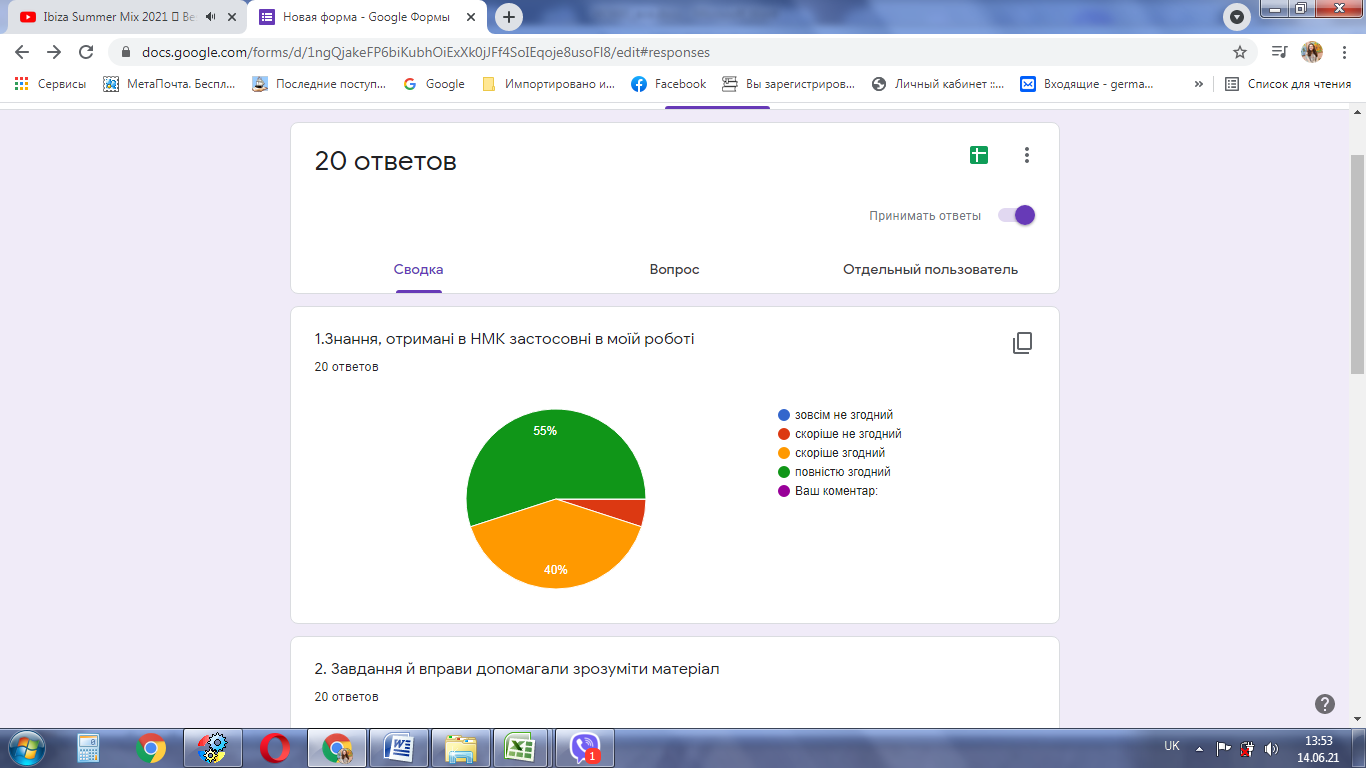 Ibiza Summer Mix 2021
Новая форма - Google Формы
docs.google.com/forms/d/1ngQjakeFP6biKubhOiExXk0jJFf4SoIEqoje8usoFl8/edit#responses
Сервисы
МетаПочта. Беспл...
Последние поступ...
Google
Импортировано и...
Facebook
Вы зарегистриров...
Личный кабинет ::...
Входящие - germa...
»
Список для чтения
20 ответов
Принимать ответы
Сводка
Вопрос
Отдельный пользователь
1.Знання, отримані в НМК застосовні в моїй роботі
20 ответов
55%
40%
зовсім не згодний
скоріше не згодний
скоріше згодний
повністю згодний
Ваш коментар:
2. Завдання й вправи допомагали зрозуміти матеріал
20 ответов
1
UK
13:53
14.06.21